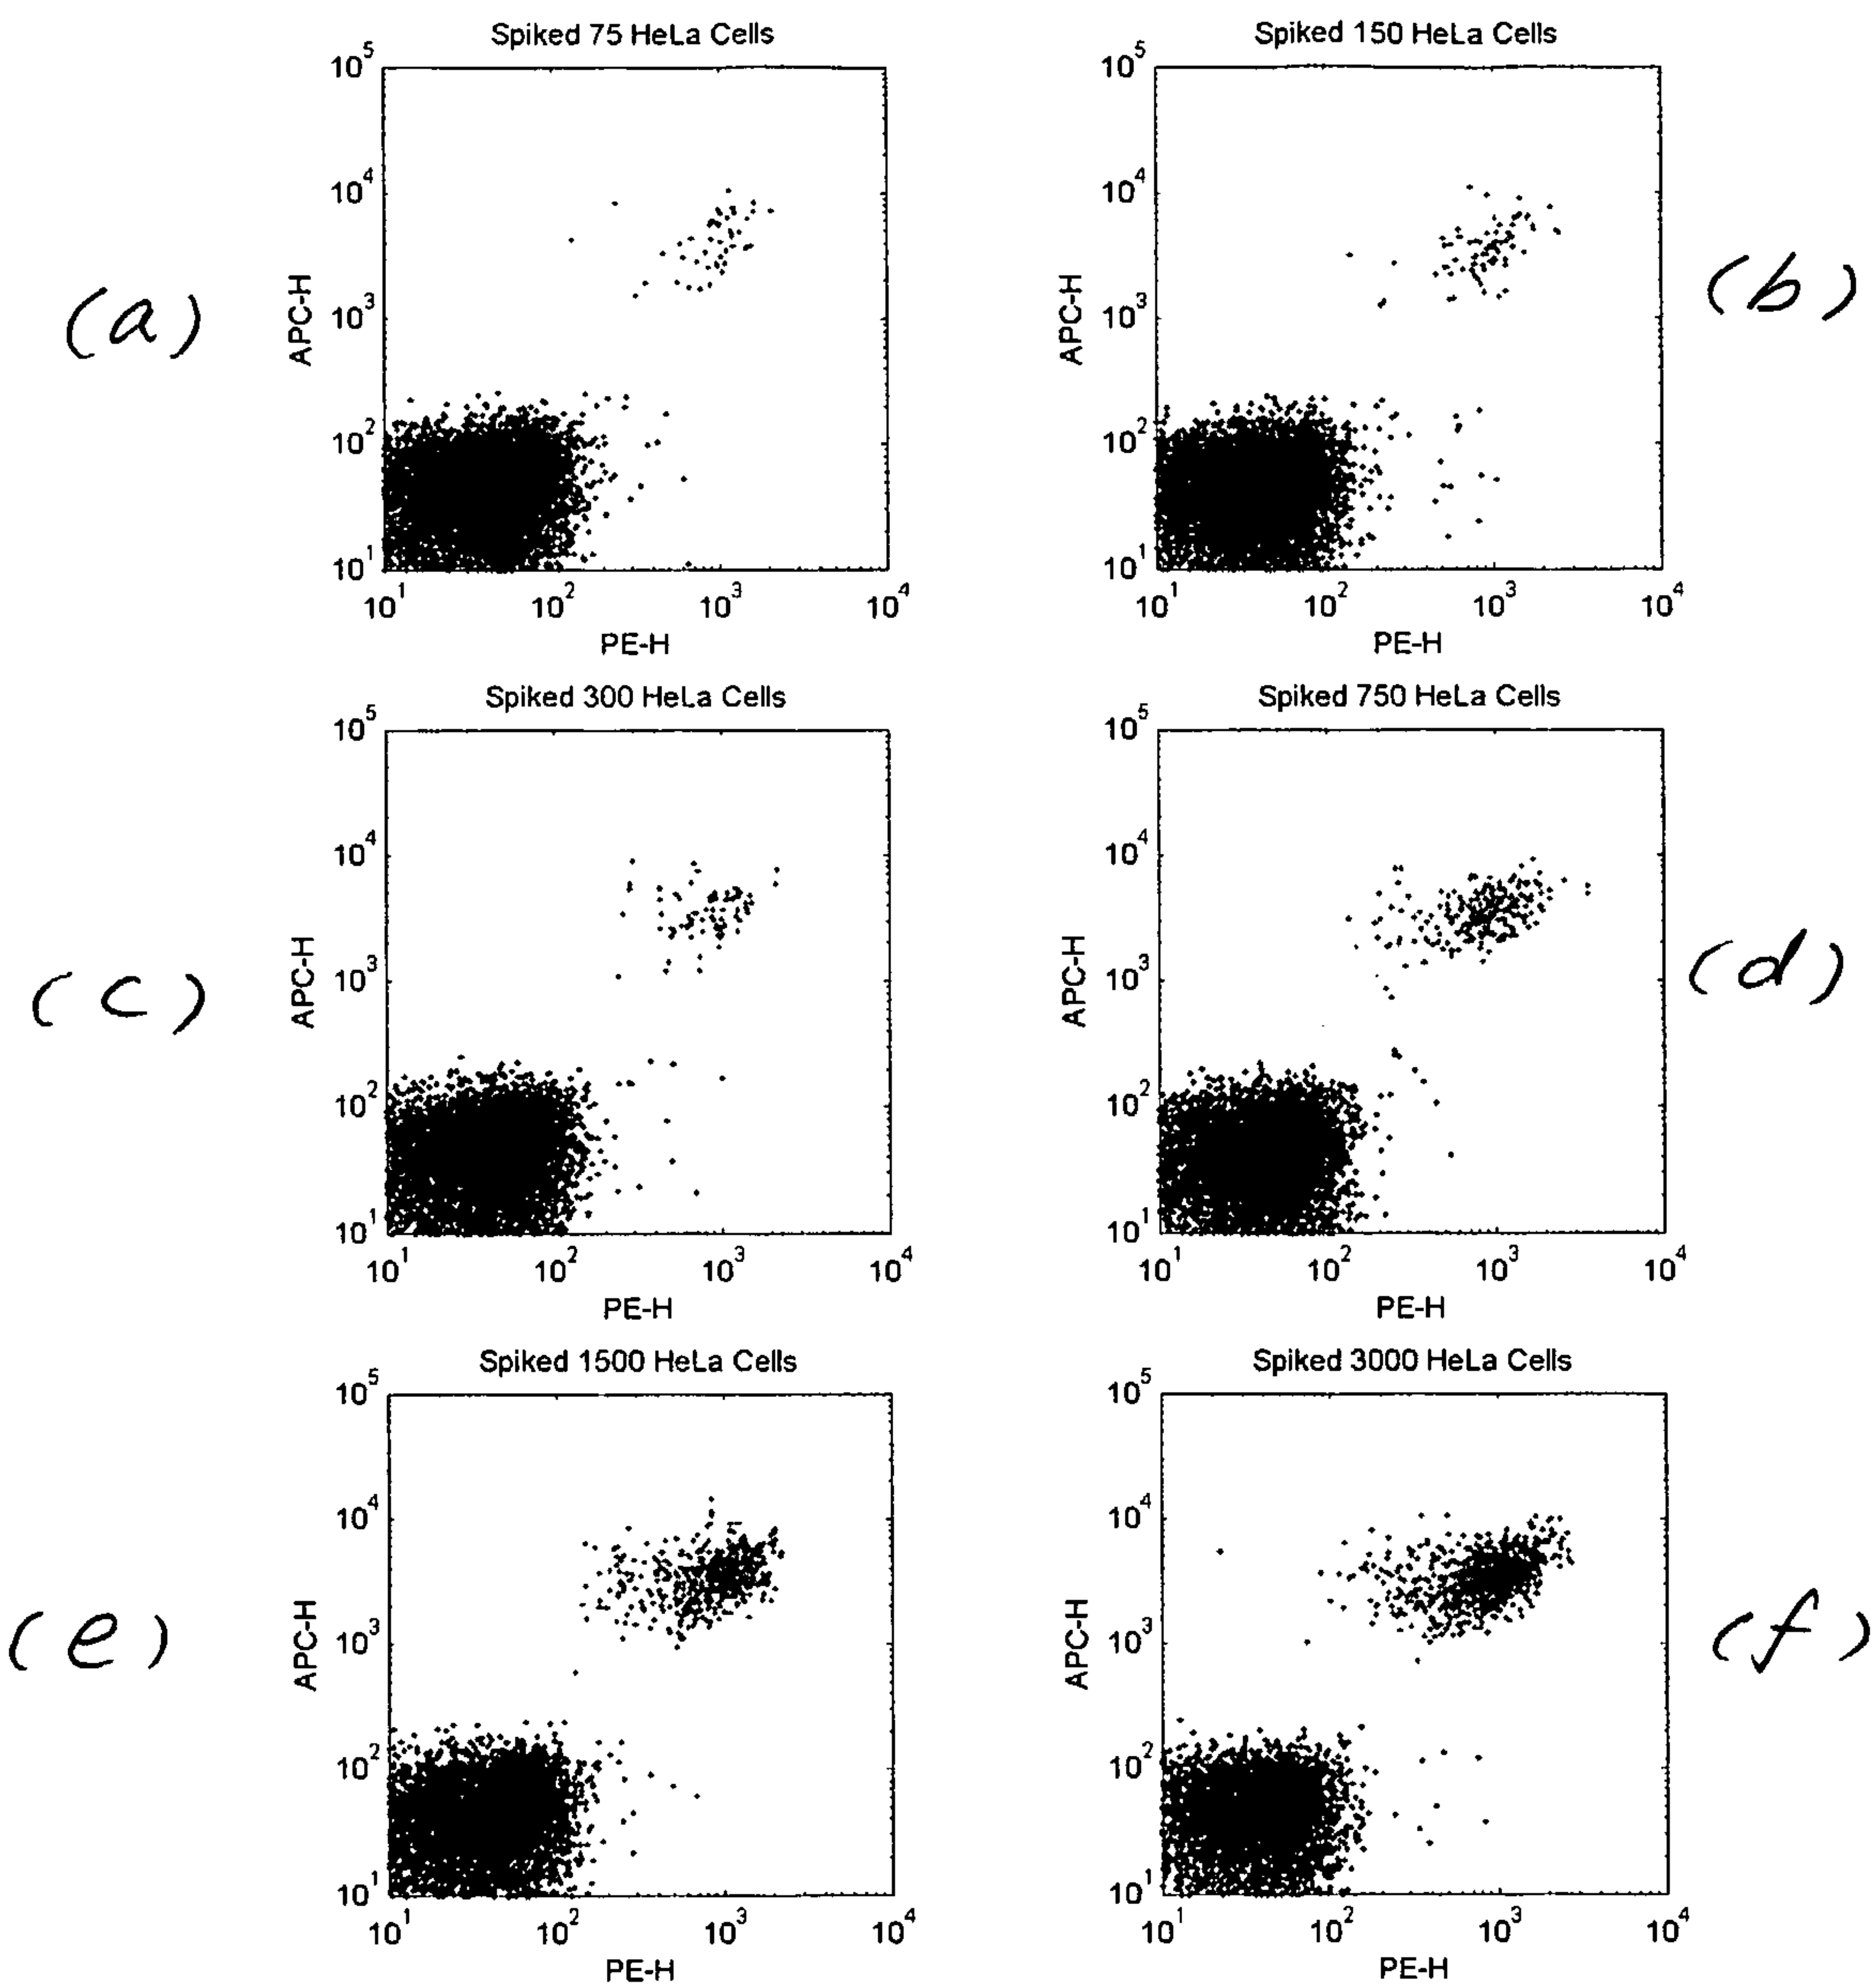 Spiked 75 HeLa Cells
10^5
10^4
10^3
10^2
10^1
APC-H
10^1 10^2 10^3 10^4
PE-H
(a)
Spiked 150 HeLa Cells
10^5
10^4
10^3
10^2
10^1
APC-H
10^1 10^2 10^3 10^4
PE-H
(b)
Spiked 300 HeLa Cells
10^5
10^4
10^3
10^2
10^1
APC-H
10^1 10^2 10^3 10^4
PE-H
(c)
Spiked 750 HeLa Cells
10^5
10^4
10^3
10^2
10^1
APC-H
10^1 10^2 10^3 10^4
PE-H
(d)
Spiked 1500 HeLa Cells
10^5
10^4
10^3
10^2
10^1
APC-H
10^1 10^2 10^3 10^4
PE-H
(e)
Spiked 3000 HeLa Cells
10^5
10^4
10^3
10^2
10^1
APC-H
10^1 10^2 10^3 10^4
PE-H
(f)